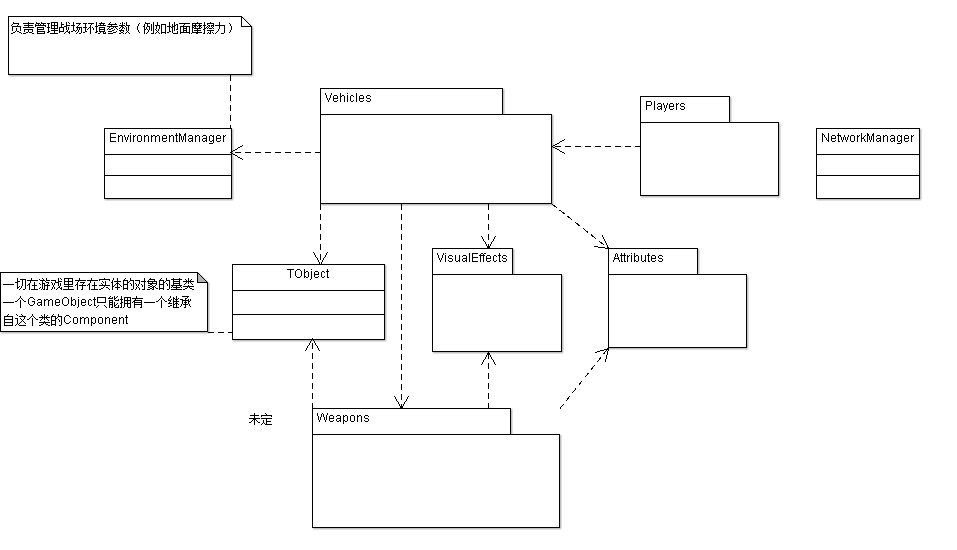 负责管理战场环境参数（例如地面摩擦力）
Vehicles
Players
EnvironmentManager
NetworkManager
VisualEffects
Attributes
TObject
一切在游戏里存在实体的对象的基类
一个GameObject只能拥有一个继承
自这个类的Component
未定
Weapons